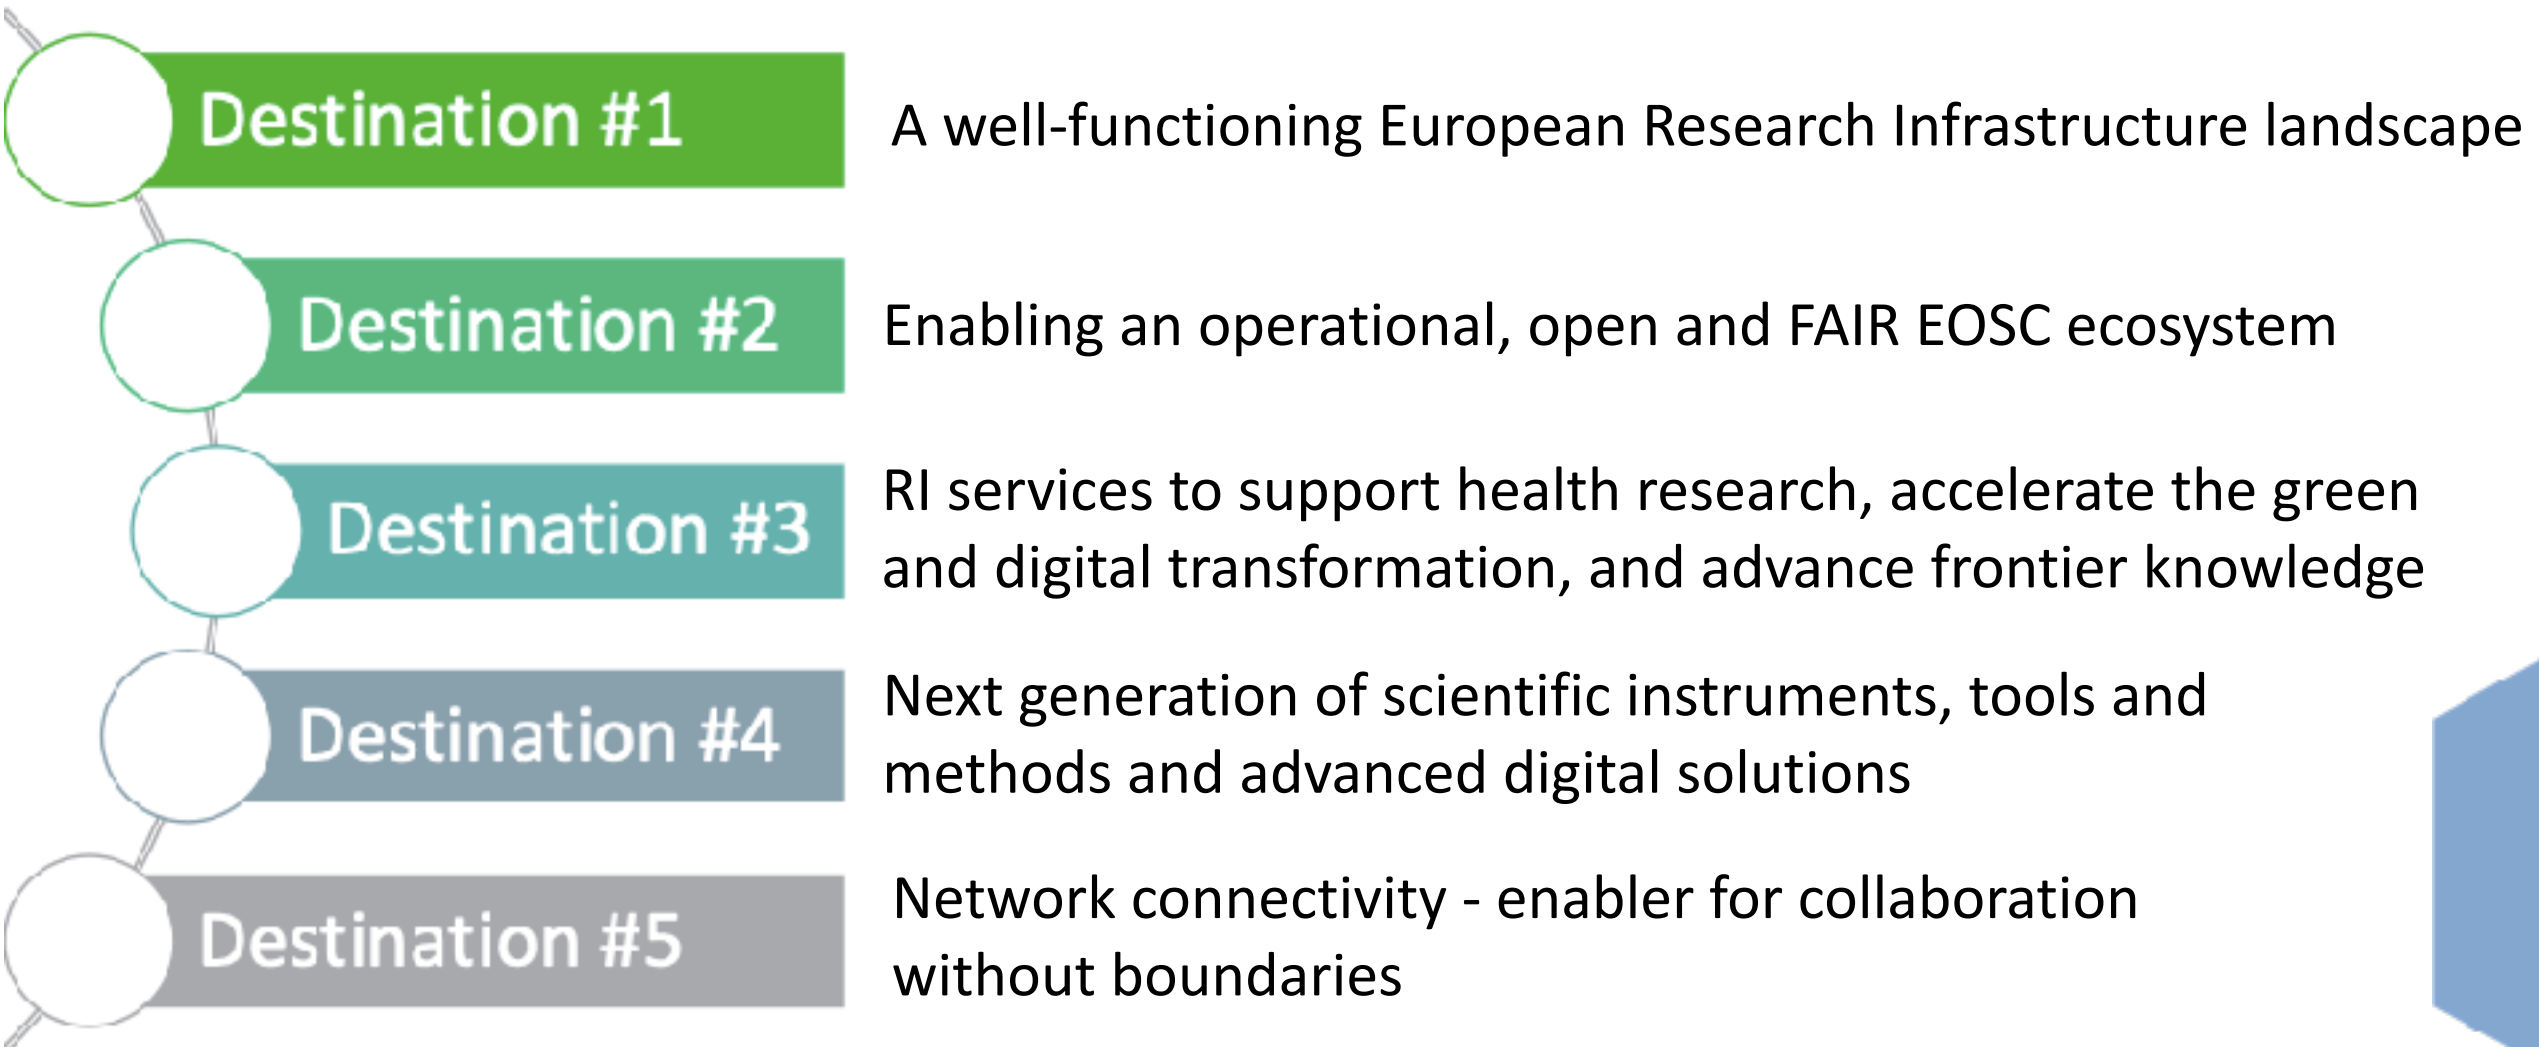 Destination #1
A well-functioning European Research Infrastructure landscape
Destination #2
Enabling an operational, open and FAIR EOSC ecosystem
Destination #3
RI services to support health research, accelerate the green
and digital transformation, and advance frontier knowledge
Destination #4
Next generation of scientific instruments, tools and
methods and advanced digital solutions
Destination #5
Network connectivity - enabler for collaboration
without boundaries